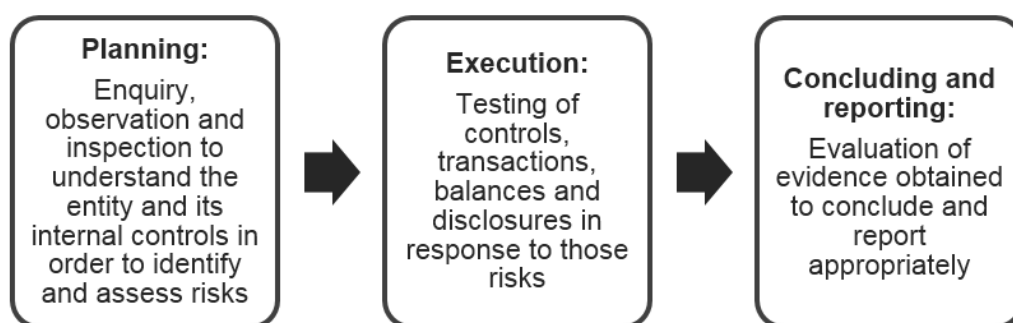 Planning:
Enquiry,
observation and
inspection to
understand the
entity and its
internal controls in
order to identify
and assess risks
Execution:
Testing of
controls,
transactions,
balances and
disclosures in
response to those
risks
Concluding and
reporting:
Evaluation of
evidence obtained
to conclude and
report
appropriately